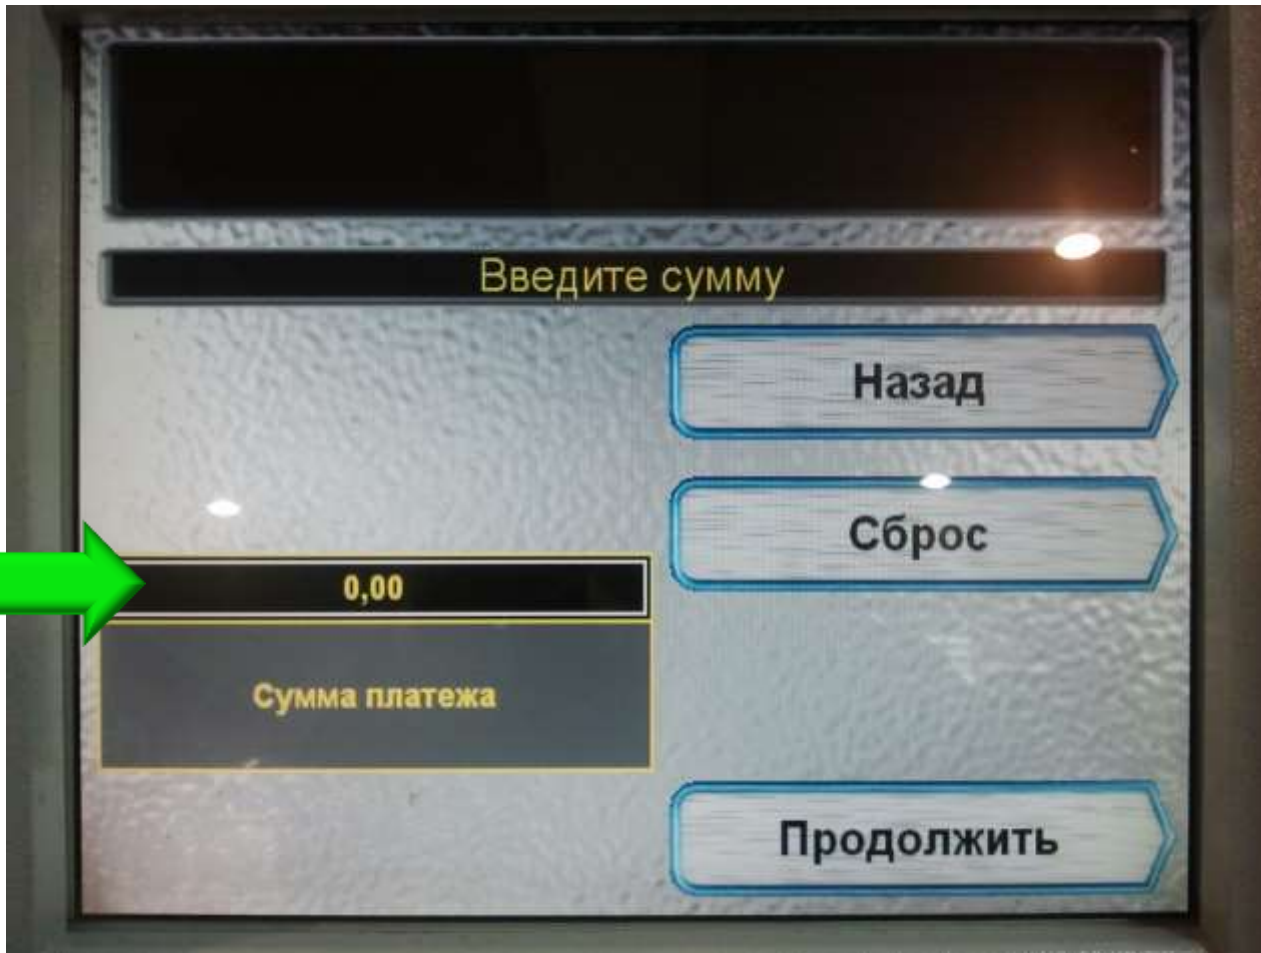 Введите сумму
Назад
Сброс
0,00
Сумма платежа
Продолжить